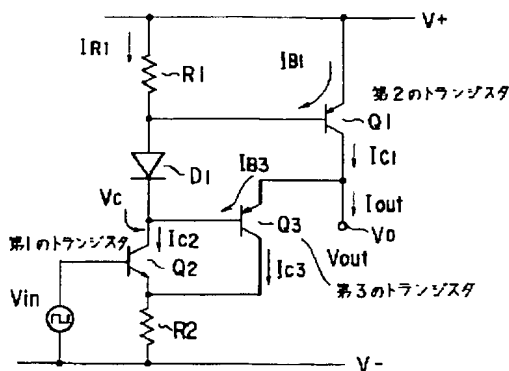 V+
IR1
R1
IB1
第2のトランジスタ
Q1
IC1
D1
IB3
Iout
Vc
Vo
第1のトランジスタ
Ic2
Q3
Q2
Ic3
Vout
Vin
第3のトランジスタ
R2
V-